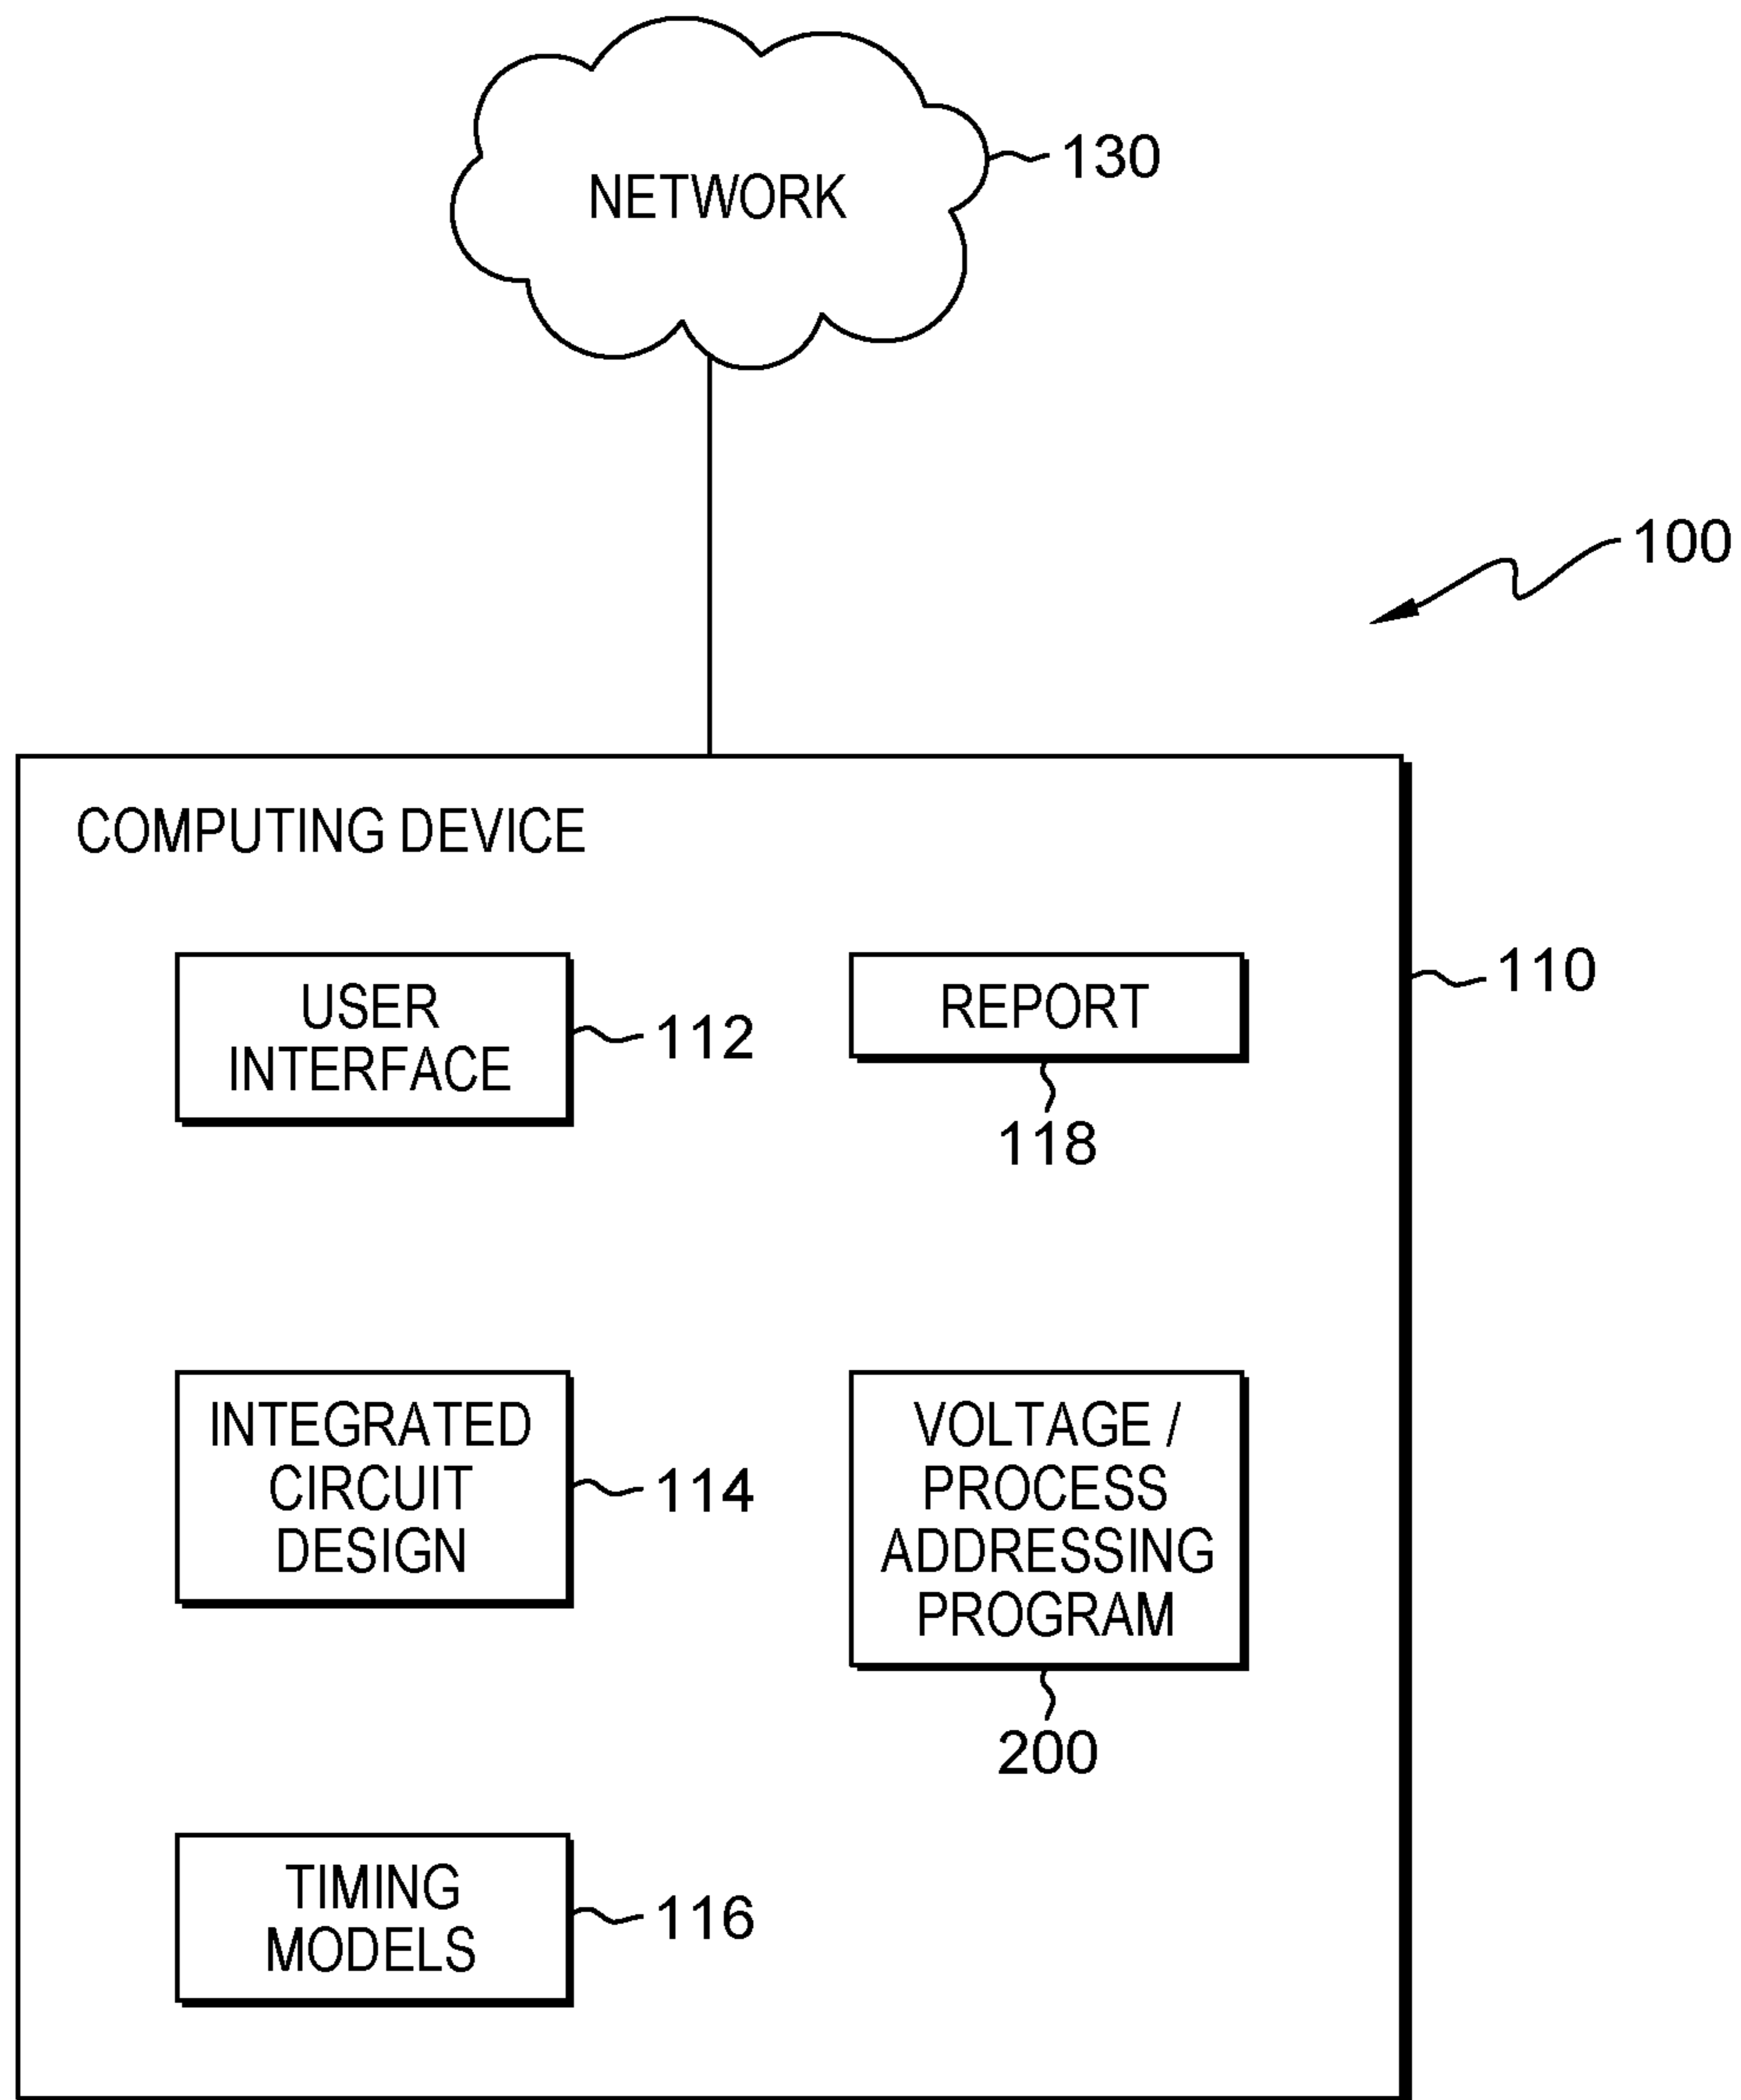 NETWORK
130
100
COMPUTING DEVICE
110
USER
INTERFACE
112
REPORT
118
INTEGRATED
CIRCUIT
DESIGN
114
VOLTAGE /
PROCESS
ADDRESSING
PROGRAM
200
TIMING
MODELS
116